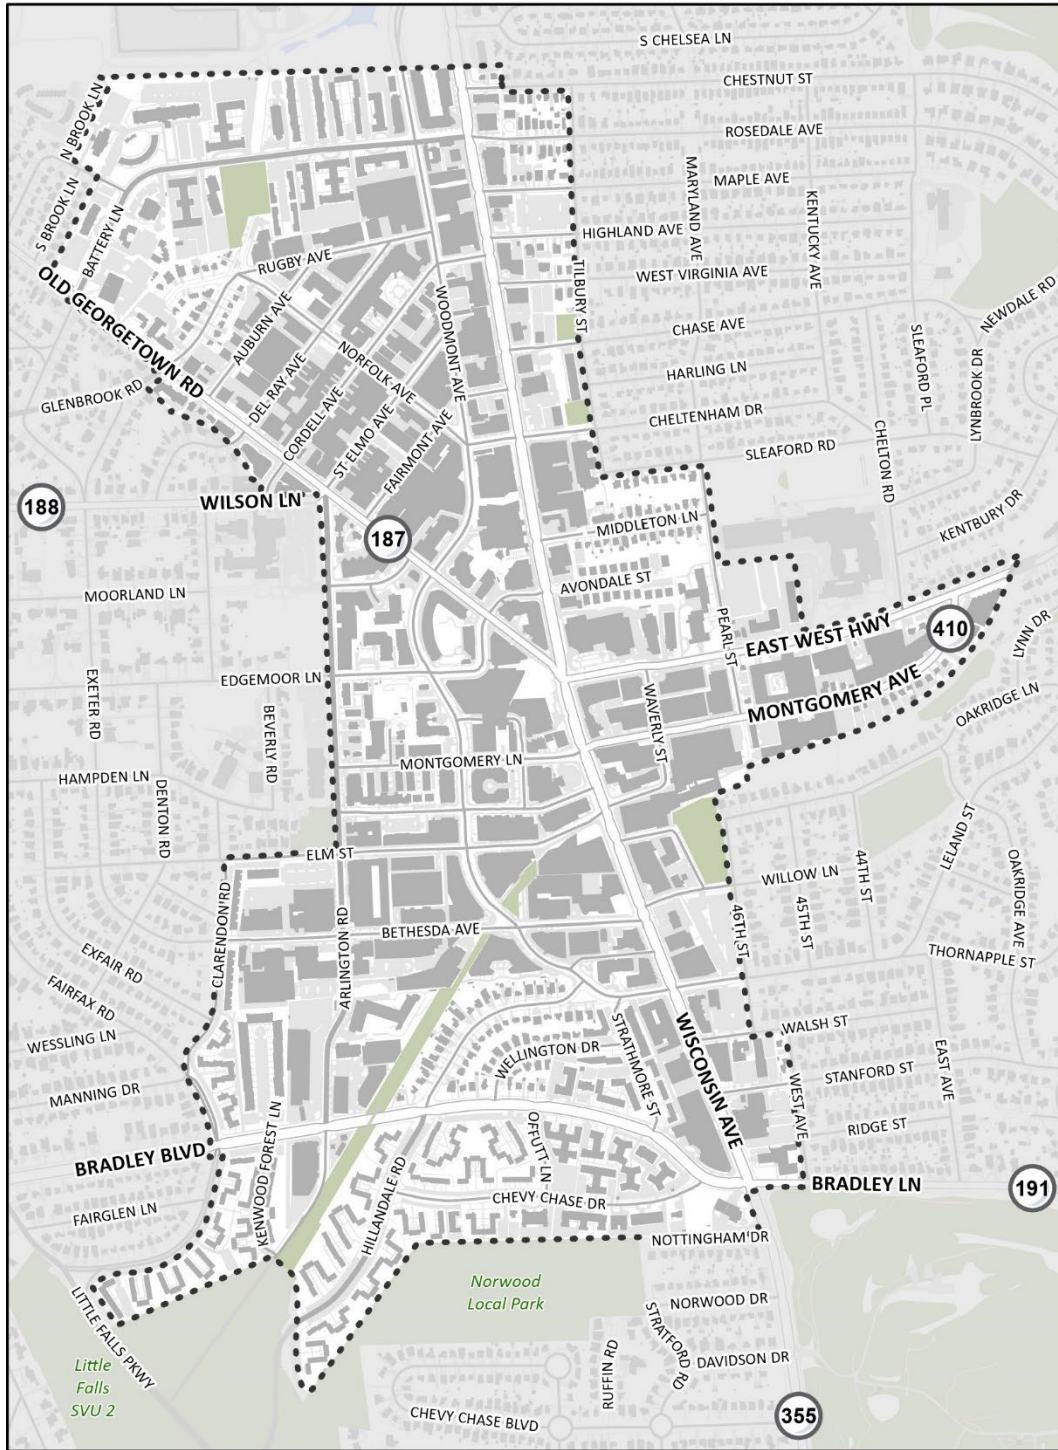 S CHELSEA LN
CHESTNUT ST
N BROOK LN
ROSEDALE AVE
MAPLE AVE
MARYLAND AVE
KENTUCKY AVE
S BROOK LN
BATTERY LN
HIGHLAND AVE
RUGBY AVE
WEST VIRGINIA AVE
TILBURY ST
OLD GEORGETOWN RD
WOODMONT AVE
NEWDALE RD
AUBURN AVE
CHASE AVE
SLEAFORD PL
NORFOLK AVE
HARLING LN
LYNBROOK DR
GLENBROOK RD
DEL RAY AVE
CORDELL AVE
ST ELMO AVE
FAIRMONT AVE
CHELTENHAM DR
SLEAFORD RD
CHELTON RD
188
WILSON LN
187
MIDDLETON LN
KENTBURY DR
AVONDALE ST
MOORLAND LN
PEARL ST
EAST WEST HWY
410
LYNN DR
EDGEMOOR LN
EXETER RD
BEVERLY RD
WAVERLY ST
MONTGOMERY AVE
OAKRIDGE LN
MONTGOMERY LN
HAMPDEN LN
DENTON RD
LELAND ST
ELM ST
44TH ST
OAKRIDGE AVE
WILLOW LN
45TH ST
46TH ST
CLARENDON RD
BETHESDA AVE
ARLINGTON RD
EXFAIR RD
THORNAPPLE ST
FAIRFAX RD
WESSLING LN
WISCONSIN AVE
WALSH ST
WELLINGTON DR
STRATHMORE ST
EAST AVE
STANFORD ST
MANNING DR
WEST AVE
RIDGE ST
BRADLEY BLVD
OFFUTT LN
KENWOOD FOREST LN
HILLANDALE RD
BRADLEY LN
191
CHEVY CHASE DR
FAIRGLEN LN
NOTTINGHAM DR
Norwood
Local Park
NORWOOD DR
LITTLE FALLS PKWY
STRATFORD RD
RUFFIN RD
DAVIDSON DR
Little
Falls
SVU 2
CHEVY CHASE BLVD
355